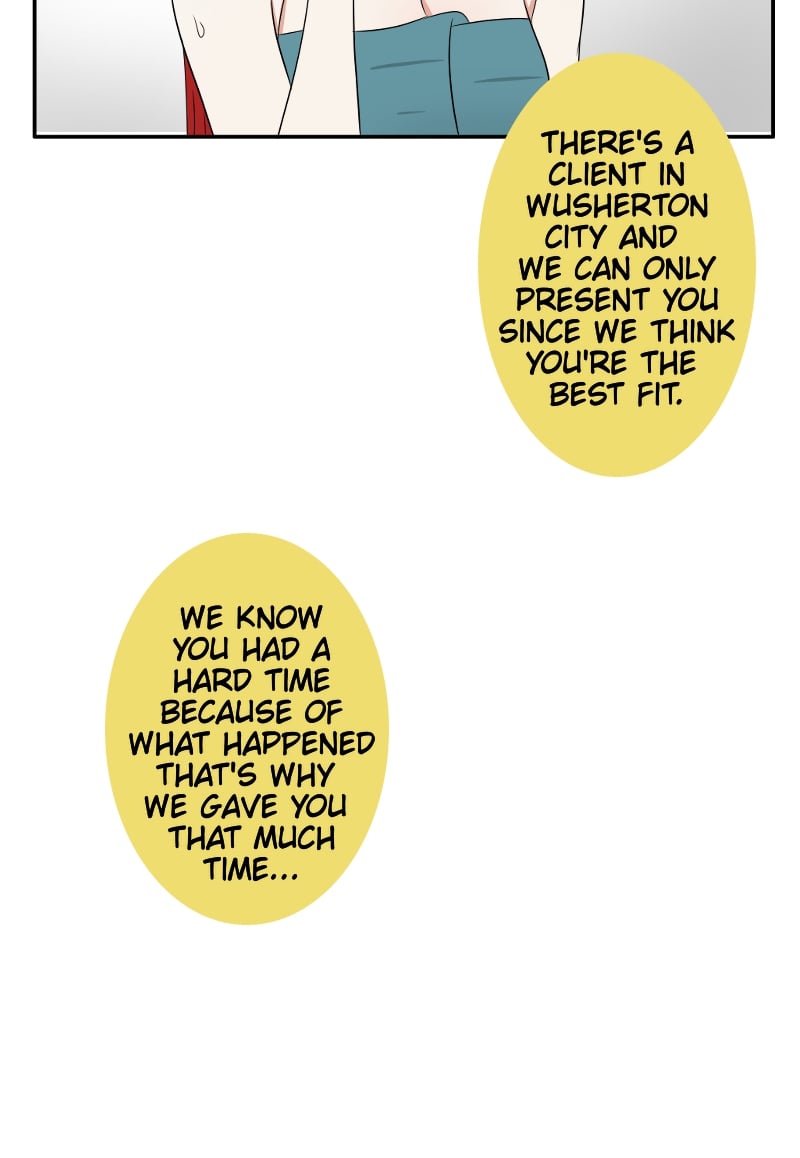 THERE'S A
CLIENT IN
WUSHERTON
CITY AND
WE CAN ONLY
PRESENT YOU
SINCE WE THINK
YOU'RE THE
BEST FIT.
WE KNOW
YOU HAD A
HARD TIME
BECAUSE OF
WHAT HAPPENED
THAT'S WHY
WE GAVE YOU
THAT MUCH
TIME...